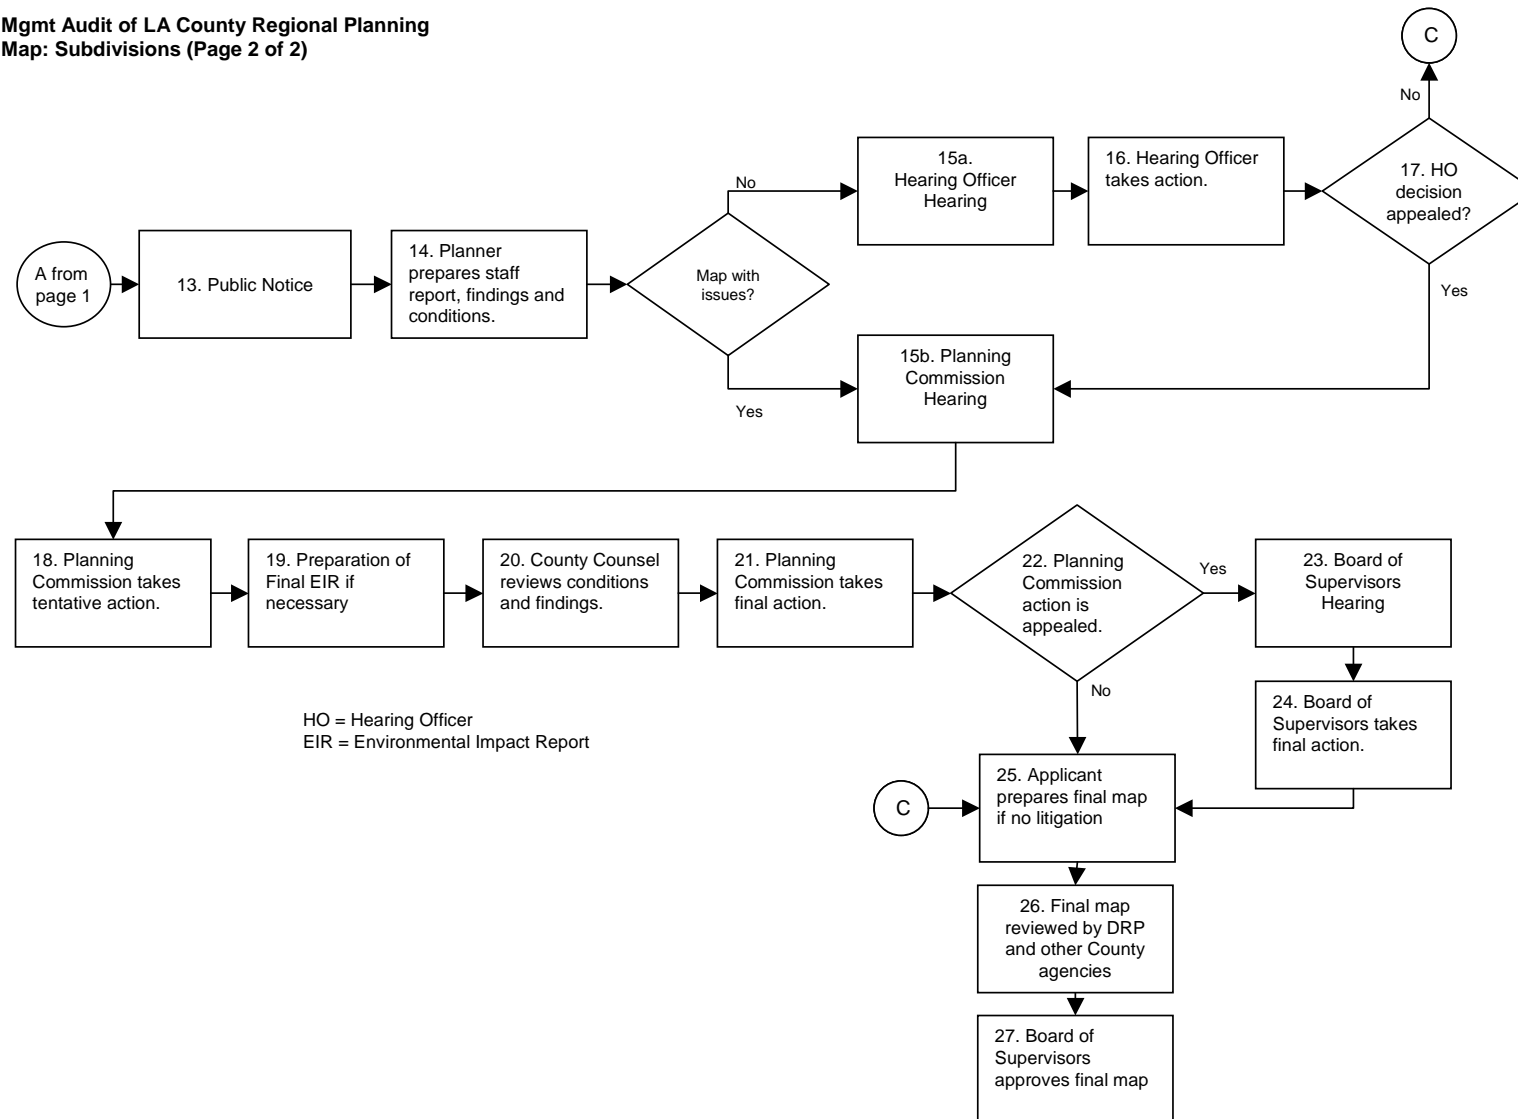 Mgmt Audit of LA County Regional Planning
Map: Subdivisions (Page 2 of 2)
C
No
15a.
Hearing Officer
Hearing
16. Hearing Officer
takes action.
17. HO
decision
appealed?
No
A from
page 1
13. Public Notice
14. Planner
prepares staff
report, findings and
conditions.
Map with
issues?
Yes
15b. Planning
Commission
Hearing
Yes
18. Planning
Commission takes
tentative action.
19. Preparation of
Final EIR if
necessary
20. County Counsel
reviews conditions
and findings.
21. Planning
Commission takes
final action.
22. Planning
Commission
action is
appealed.
Yes
23. Board of
Supervisors
Hearing
No
24. Board of
Supervisors takes
final action.
HO = Hearing Officer
EIR = Environmental Impact Report
C
25. Applicant
prepares final map
if no litigation
26. Final map
reviewed by DRP
and other County
agencies
27. Board of
Supervisors
approves final map